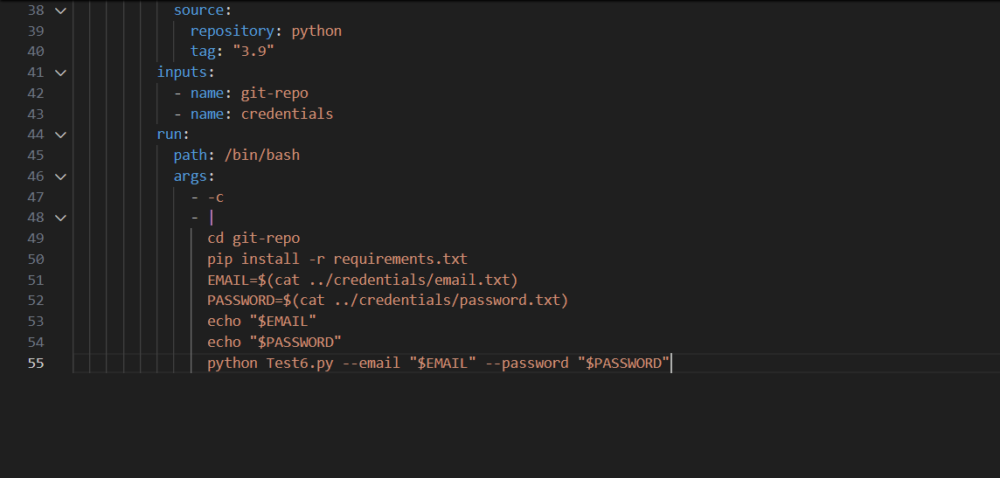 38 source:
39 repository: python
40 tag: "3.9"
41 inputs:
42 - name: git-repo
43 - name: credentials
44 run:
45 path: /bin/bash
46 args:
47 - -c
48 - |
49 cd git-repo
50 pip install -r requirements.txt
51 EMAIL=$(cat ../credentials/email.txt)
52 PASSWORD=$(cat ../credentials/password.txt)
53 echo "$EMAIL"
54 echo "$PASSWORD"
55 python Test6.py --email "$EMAIL" --password "$PASSWORD"